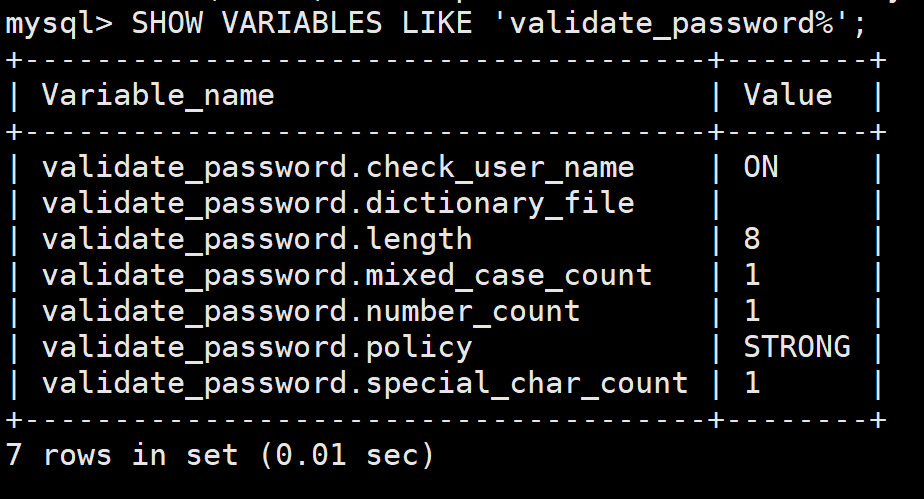 mysql> SHOW VARIABLES LIKE 'validate_password%';
+--------------------------------------+--------+
| Variable_name                        | Value  |
+--------------------------------------+--------+
| validate_password.check_user_name    | ON     |
| validate_password.dictionary_file    |        |
| validate_password.length             | 8      |
| validate_password.mixed_case_count   | 1      |
| validate_password.number_count       | 1      |
| validate_password.policy             | STRONG |
| validate_password.special_char_count | 1      |
+--------------------------------------+--------+
7 rows in set (0.01 sec)